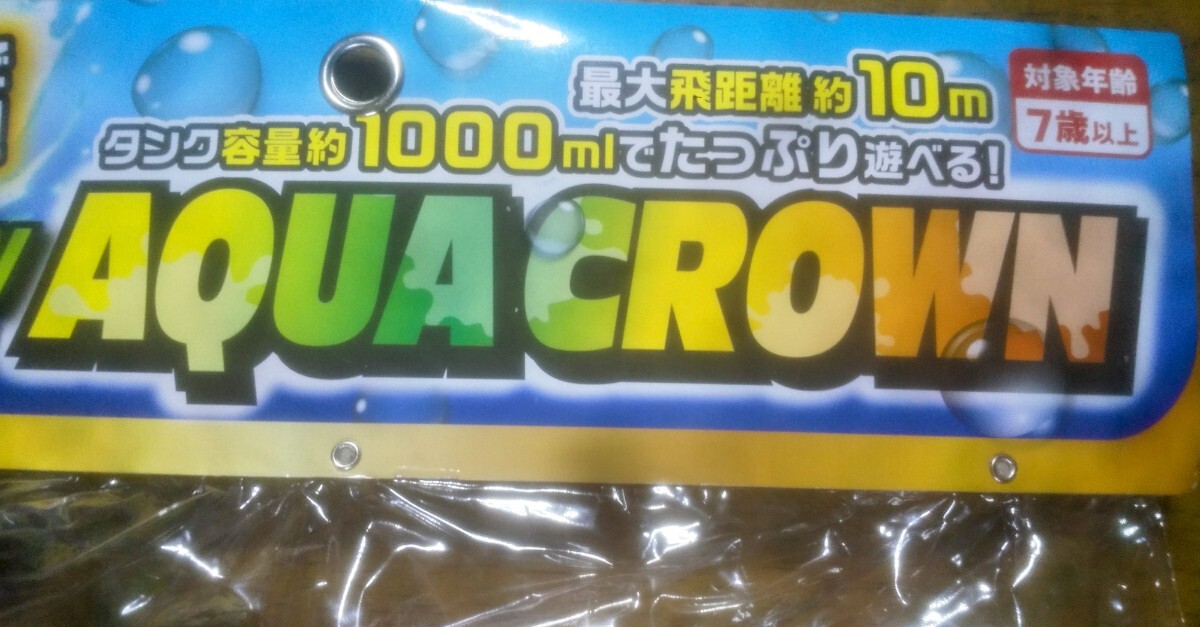 最大飛距離約10m
対象年齢
7歳以上
タンク容量約1000mlでたっぷり遊べる!
AQUA CROWN